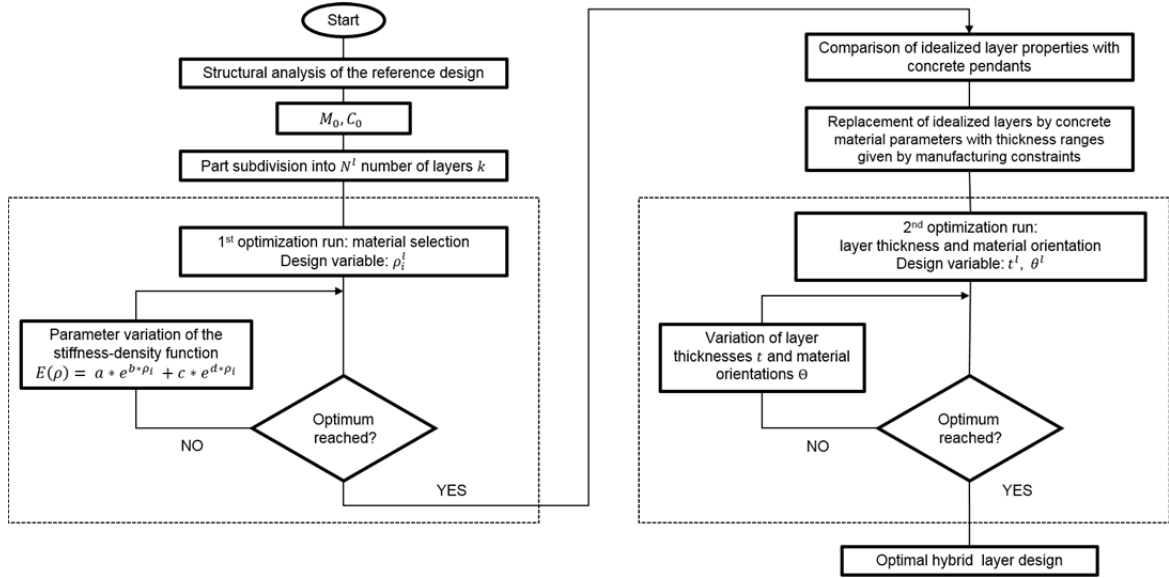 Start
Structural analysis of the reference design
M₀, C₀
Part subdivision into Nˡ number of layers k
1ˢᵗ optimization run: material selection
Design variable: ρᵢˡ
Parameter variation of the
stiffness-density function
E(ρ) = a * e^{b*ρᵢ} + c * e^{d*ρᵢ}
Optimum
reached?
NO
YES
Comparison of idealized layer properties with
concrete pendants
Replacement of idealized layers by concrete
material parameters with thickness ranges
given by manufacturing constraints
2ⁿᵈ optimization run:
layer thickness and material orientation
Design variable: tˡ, θˡ
Variation of layer
thicknesses t and material
orientations Θ
Optimum
reached?
NO
YES
Optimal hybrid layer design